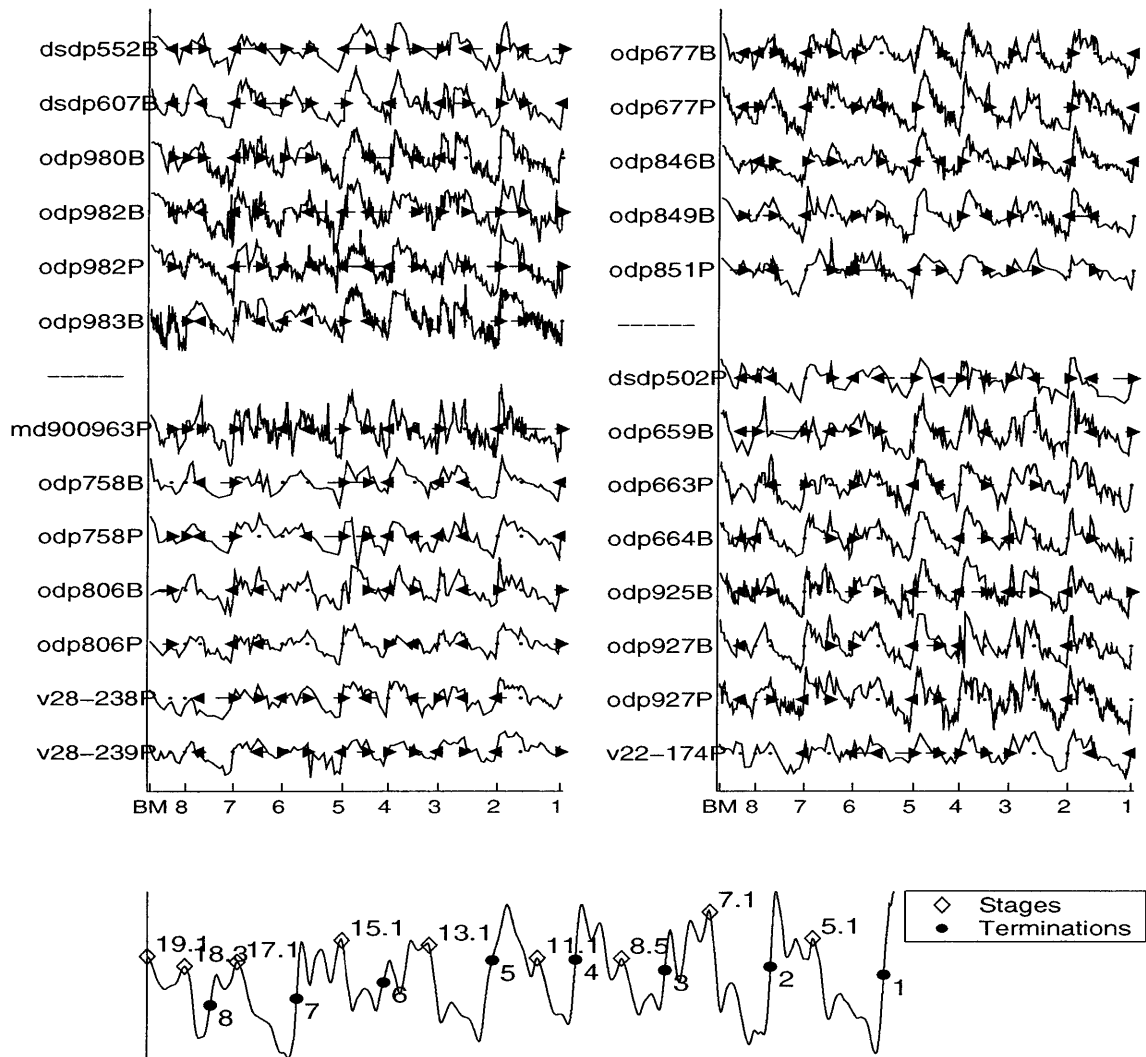 dsdp552B
dsdp607B
odp980B
odp982B
odp982P
odp983B
------
md900963P
odp758B
odp758P
odp806B
odp806P
v28-238P
v28-239P
BM 8 7 6 5 4 3 2 1
odp677B
odp677P
odp846B
odp849B
odp851P
------
dsdp502P
odp659B
odp663P
odp664B
odp925B
odp927B
odp927P
v22-174P
BM 8 7 6 5 4 3 2 1
19.1 18.3 17.1 15.1 13.1 11.1 8.5 7.1 5.1
8 7 6 5 4 3 2 1
Stages
Terminations